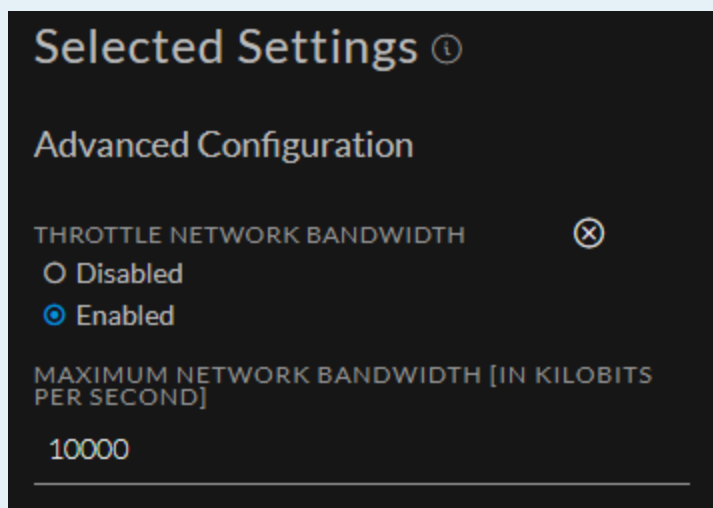 Selected Settings
Advanced Configuration
THROTTLE NETWORK BANDWIDTH
Disabled
Enabled
MAXIMUM NETWORK BANDWIDTH [IN KILOBITS
PER SECOND]
10000